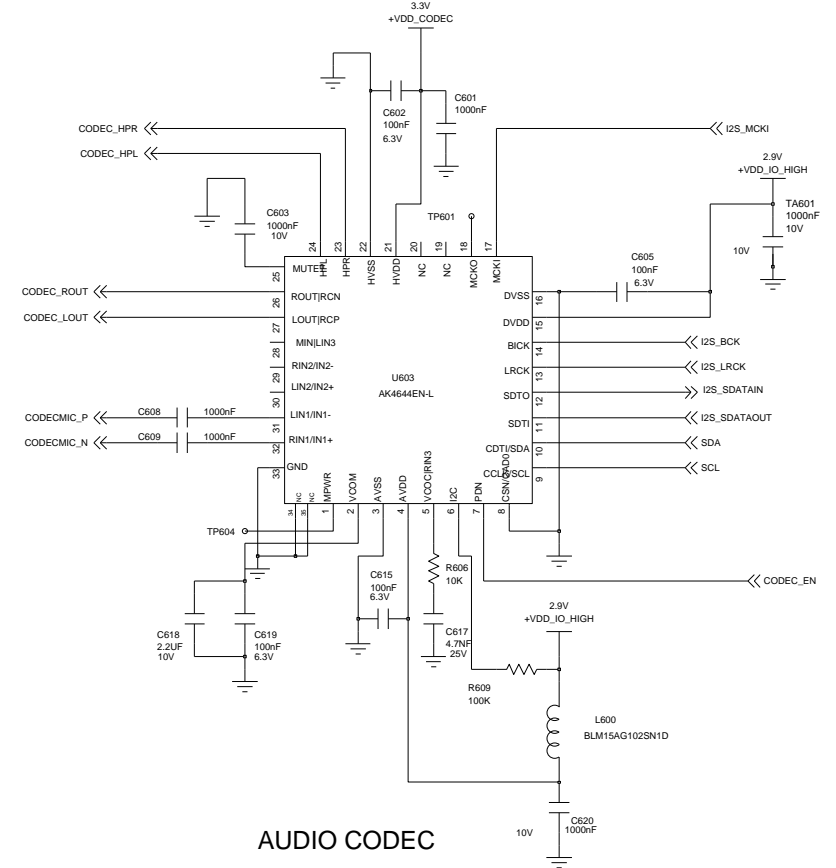 3.3V
+VDD_CODEC
C602
100nF
6.3V
C601
1000nF
CODEC_HPR
CODEC_HPL
I2S_MCKI
2.9V
+VDD_IO_HIGH
TA601
1000nF
10V
10V
C603
1000nF
10V
TP601
C605
100nF
6.3V
24
23
22
21
20
19
18
17
HPL
HPR
HVSS
HVDD
NC
NC
MCKO
MCKI
25
MUTET
CODEC_ROUT
26
ROUT|RCN
CODEC_LOUT
27
LOUT|RCP
28
MIN|LIN3
29
RIN2/IN2-
30
LIN2/IN2+
CODECMIC_P
C608
1000nF
31
LIN1/IN1-
CODECMIC_N
C609
1000nF
32
RIN1/IN1+
33
GND
U603
AK4644EN-L
DVSS
16
DVDD
15
BICK
14
I2S_BCK
LRCK
13
I2S_LRCK
SDTO
12
I2S_SDATAIN
SDTI
11
I2S_SDATAOUT
CDTI/SDA
10
SDA
CCLK/SCL
9
SCL
NC
NC
MPWR
VCOM
AVSS
AVDD
VCOC|RIN3
I2C
PDN
CSN/CAD0
34
35
1
2
3
4
5
6
7
8
TP604
CODEC_EN
C618
2.2UF
10V
C619
100nF
6.3V
C615
100nF
6.3V
R606
10K
C617
4.7NF
25V
2.9V
+VDD_IO_HIGH
R609
100K
L600
BLM15AG102SN1D
10V
C620
1000nF
AUDIO CODEC